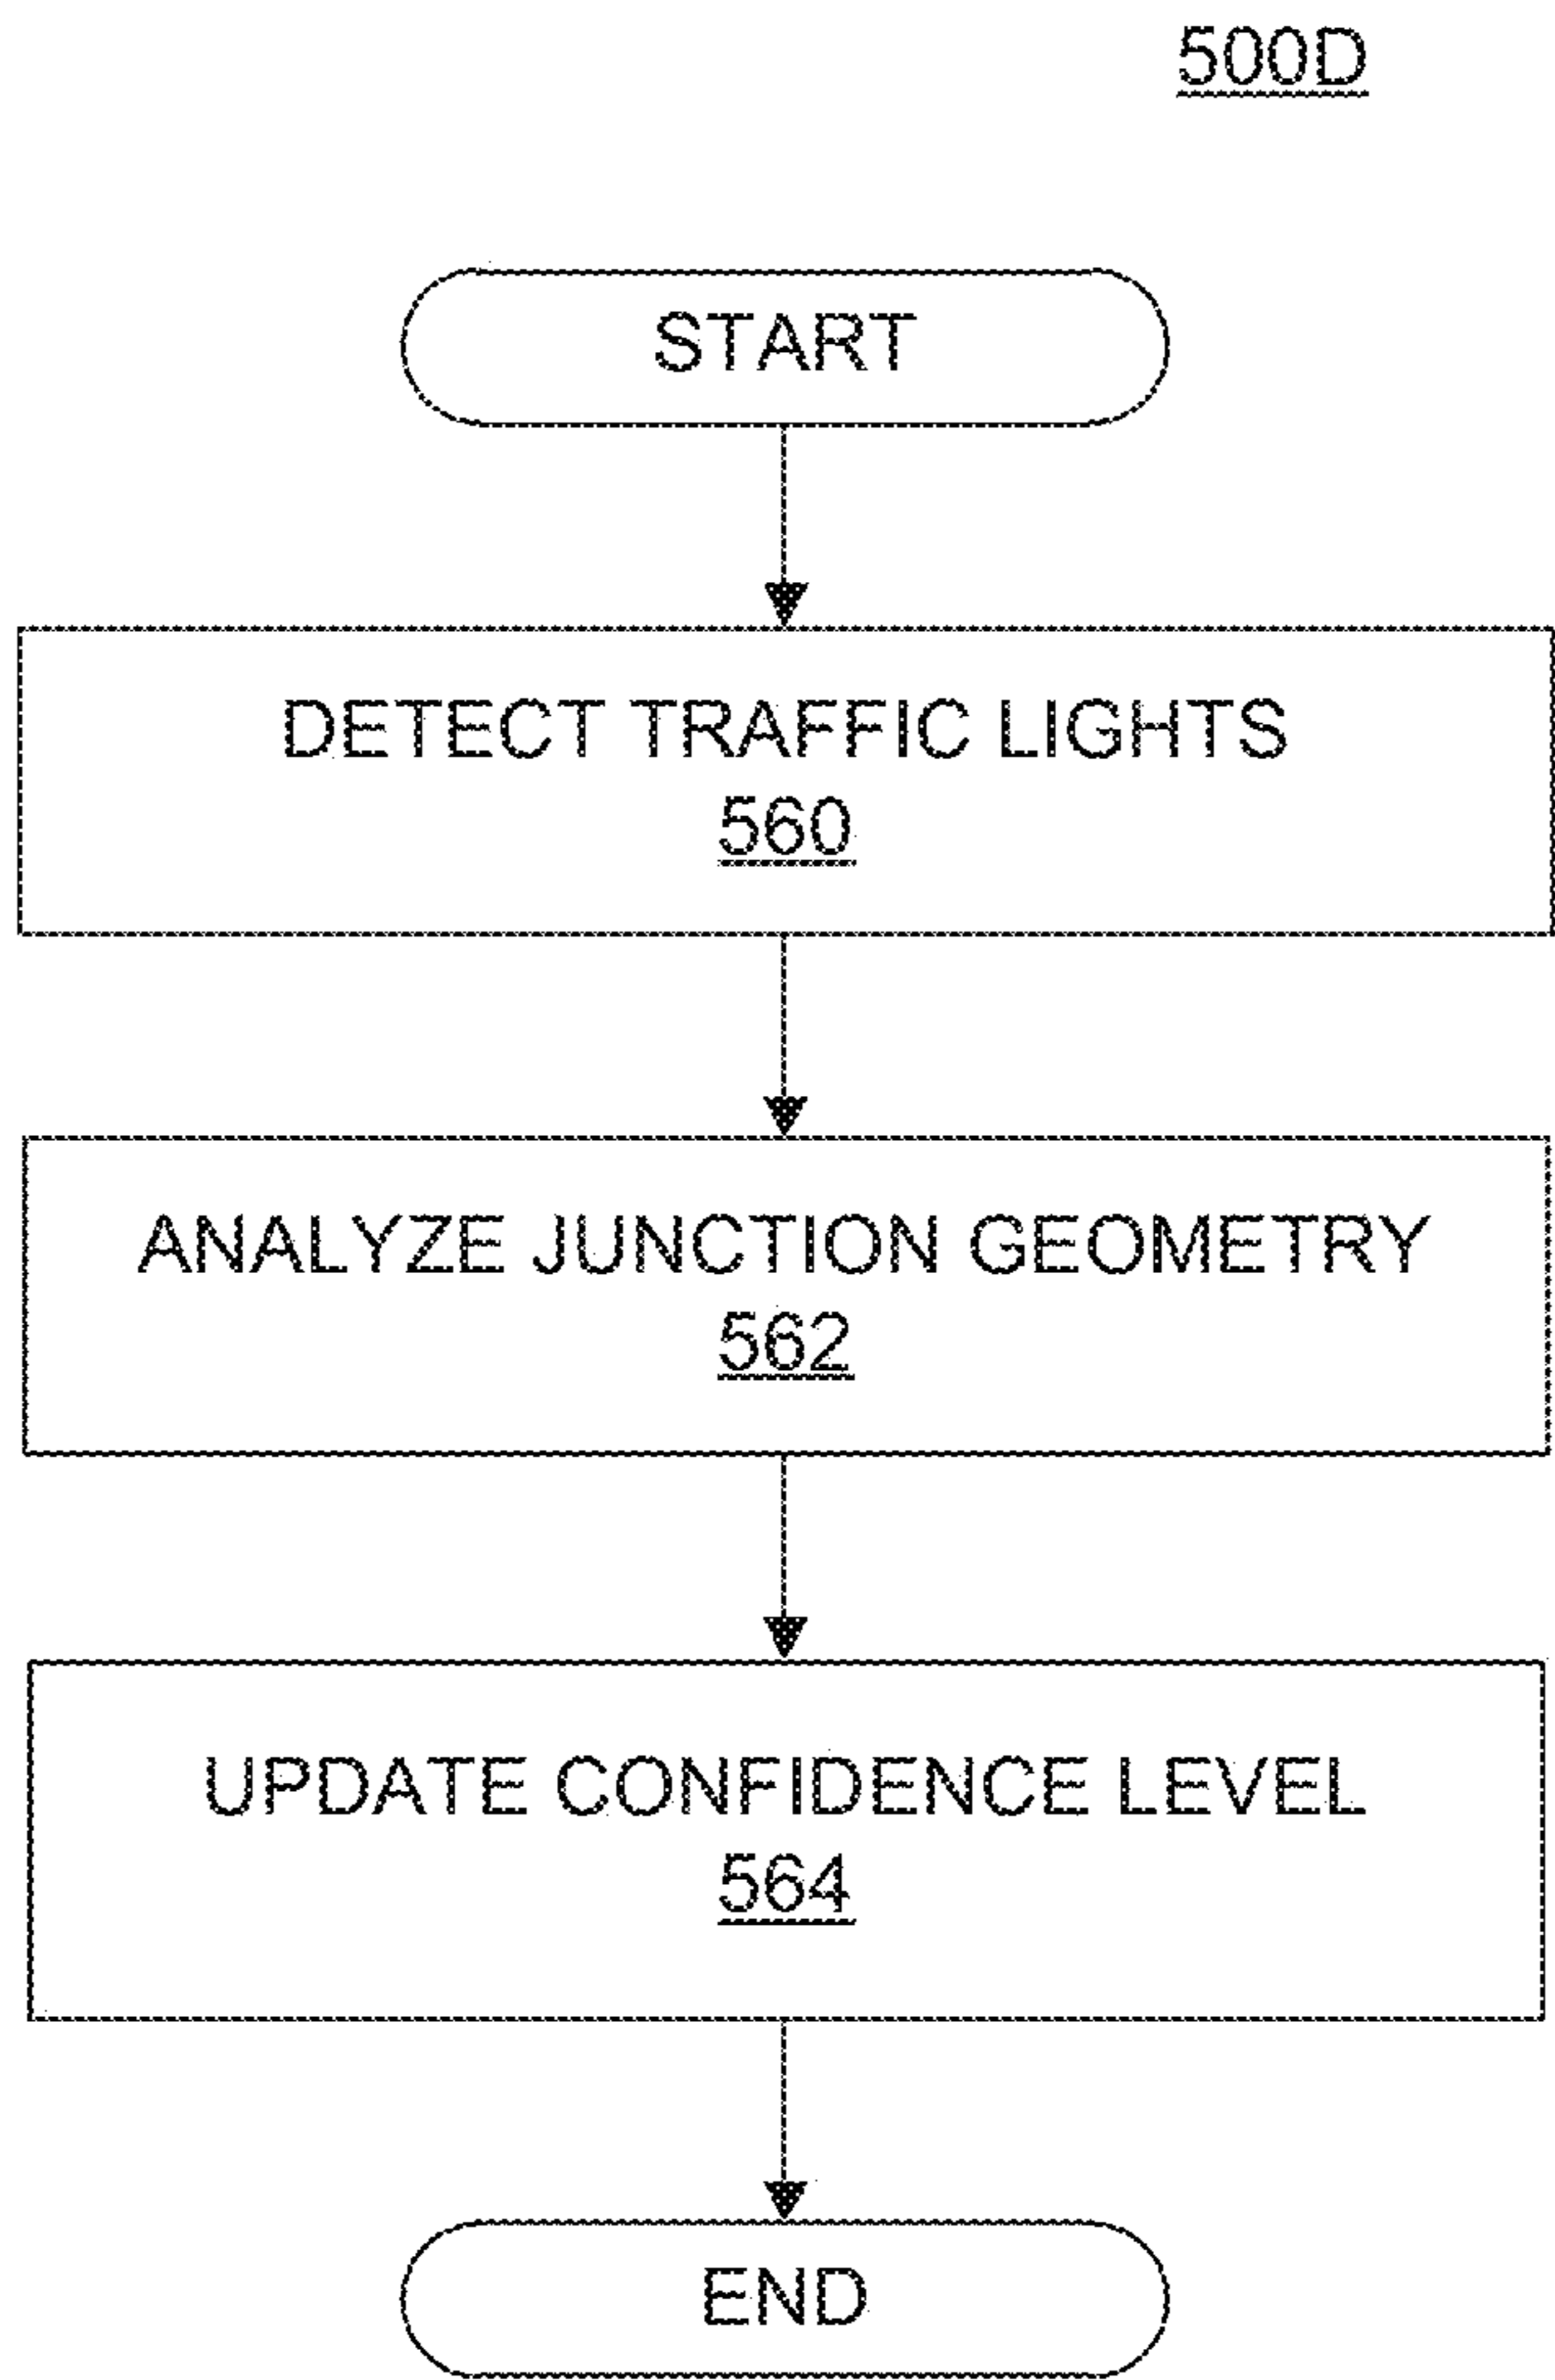 500D
START
DETECT TRAFFIC LIGHTS
560
ANALYZE JUNCTION GEOMETRY
562
UPDATE CONFIDENCE LEVEL
564
END